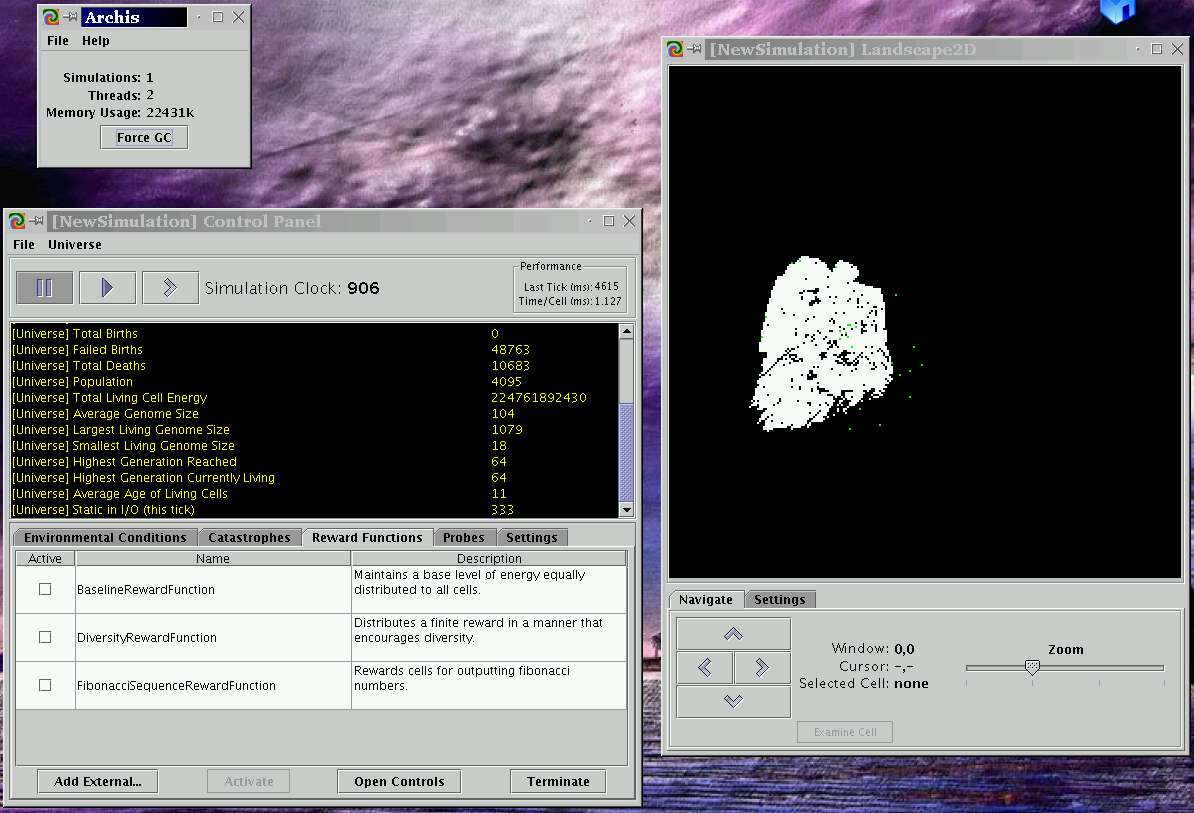 Archis
File Help
Simulations: 1
Threads: 2
Memory Usage: 22431k
Force GC
[NewSimulation] Control Panel
File Universe
Simulation Clock: 906
Performance
Last Tick (ms): 4615
Time/Cell (ms): 1.127
[Universe] Total Births 0
[Universe] Failed Births 48763
[Universe] Total Deaths 10683
[Universe] Population 4095
[Universe] Total Living Cell Energy 224761892430
[Universe] Average Genome Size 104
[Universe] Largest Living Genome Size 1079
[Universe] Smallest Living Genome Size 18
[Universe] Highest Generation Reached 64
[Universe] Highest Generation Currently Living 64
[Universe] Average Age of Living Cells 11
[Universe] Static in I/O (this tick) 333
Environmental Conditions Catastrophes Reward Functions Probes Settings
Active Name Description
BaselineRewardFunction Maintains a base level of energy equally
distributed to all cells.
DiversityRewardFunction Distributes a finite reward in a manner that
encourages diversity.
FibonacciSequenceRewardFunction Rewards cells for outputting fibonacci
numbers.
Add External... Activate Open Controls Terminate
[NewSimulation] Landscape2D
Navigate Settings
Window: 0,0
Cursor: -,-
Selected Cell: none
Zoom
Examine Cell